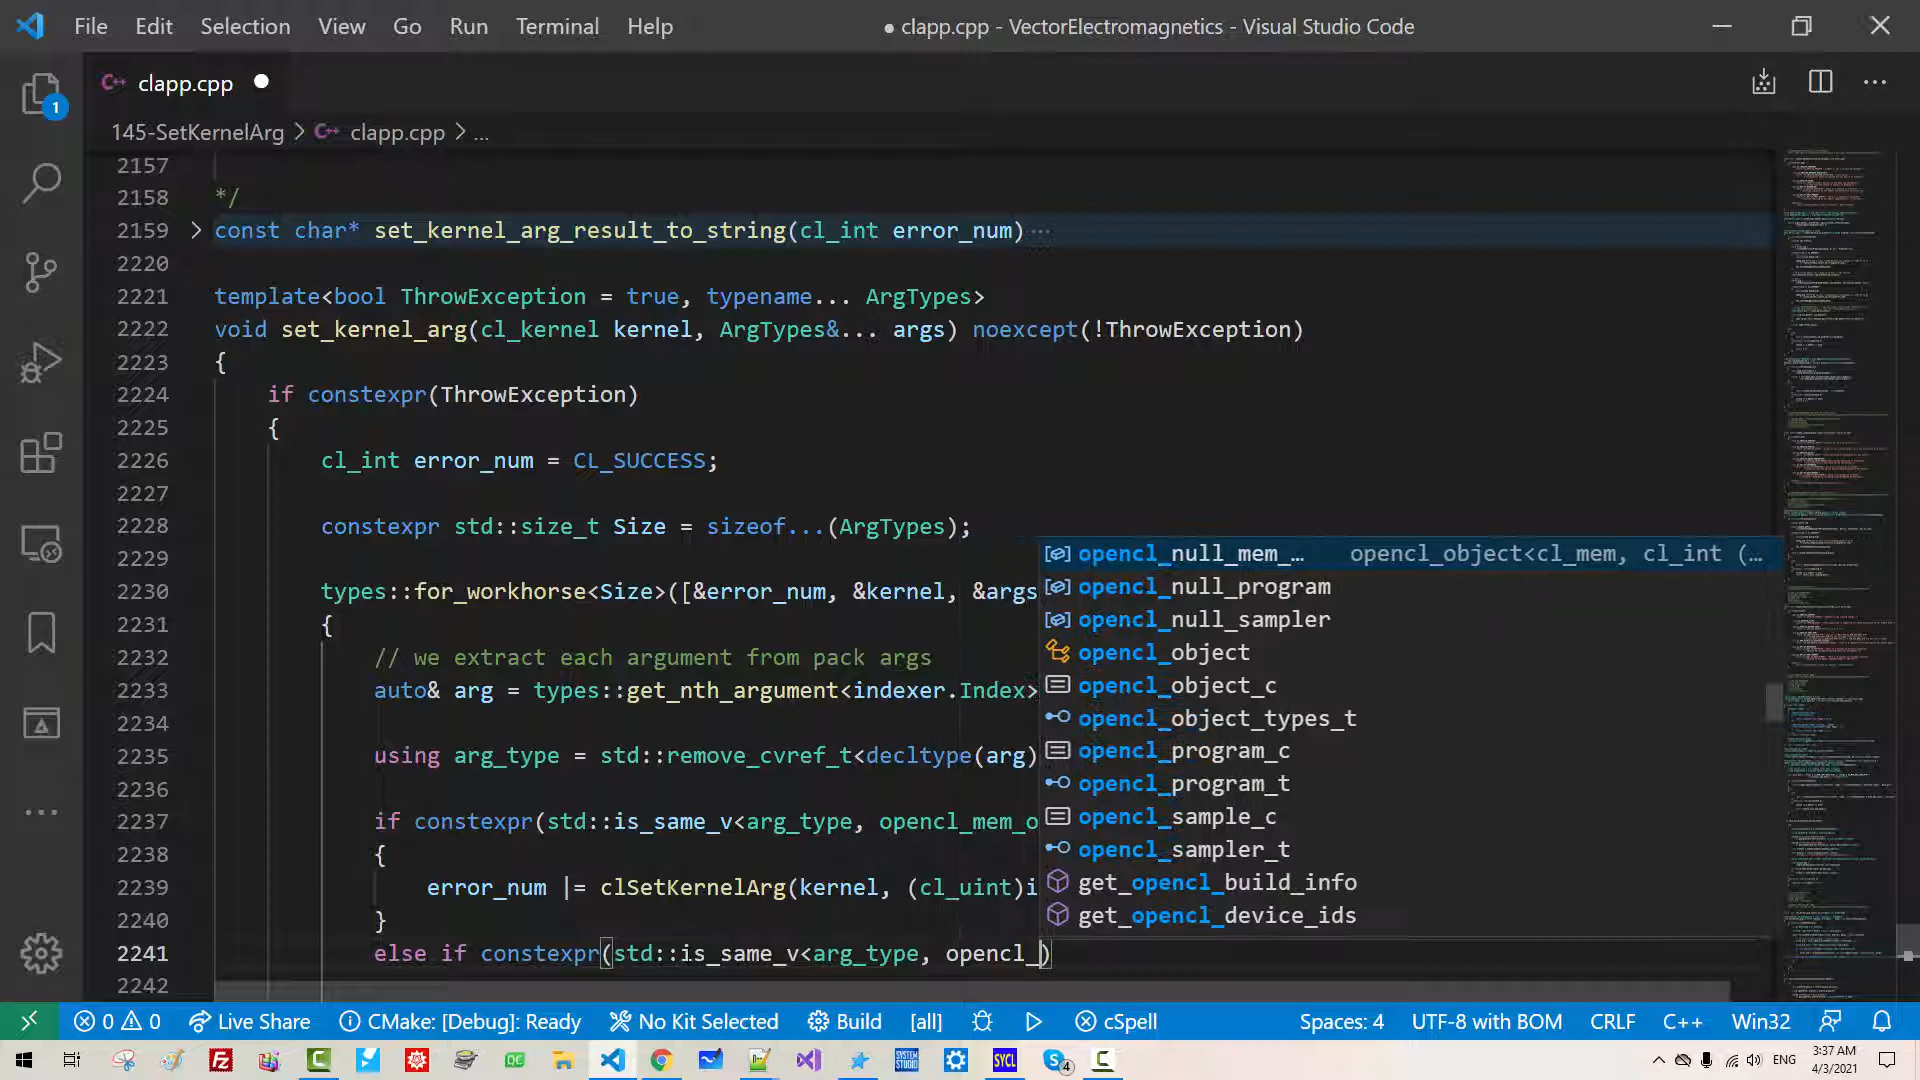 File Edit Selection View Go Run Terminal Help
● clapp.cpp - VectorElectromagnetics - Visual Studio Code
C++ clapp.cpp
1
145-SetKernelArg > C++ clapp.cpp > ...
2157
2158 */
2159 const char* set_kernel_arg_result_to_string(cl_int error_num) ...
2220
2221 template<bool ThrowException = true, typename... ArgTypes>
2222 void set_kernel_arg(cl_kernel kernel, ArgTypes&... args) noexcept(!ThrowException)
2223 {
2224 if constexpr(ThrowException)
2225 {
2226 cl_int error_num = CL_SUCCESS;
2227
2228 constexpr std::size_t Size = sizeof...(ArgTypes);
2229
2230 types::for_workhorse<Size>([&error_num, &kernel, &args
2231 {
2232 // we extract each argument from pack args
2233 auto& arg = types::get_nth_argument<indexer.Index>
2234
2235 using arg_type = std::remove_cvref_t<decltype(arg)
2236
2237 if constexpr(std::is_same_v<arg_type, opencl_mem_o
2238 {
2239 error_num |= clSetKernelArg(kernel, (cl_uint)i
2240 }
2241 else if constexpr(std::is_same_v<arg_type, opencl_)
2242
opencl_null_mem_… opencl_object<cl_mem, cl_int (…
opencl_null_program
opencl_null_sampler
opencl_object
opencl_object_c
opencl_object_types_t
opencl_program_c
opencl_program_t
opencl_sample_c
opencl_sampler_t
get_opencl_build_info
get_opencl_device_ids
0 0 Live Share CMake: [Debug]: Ready No Kit Selected Build [all] cSpell Spaces: 4 UTF-8 with BOM CRLF C++ Win32
QC SYSTEM STUDIO SYCL 4 ENG 3:37 AM
4/3/2021